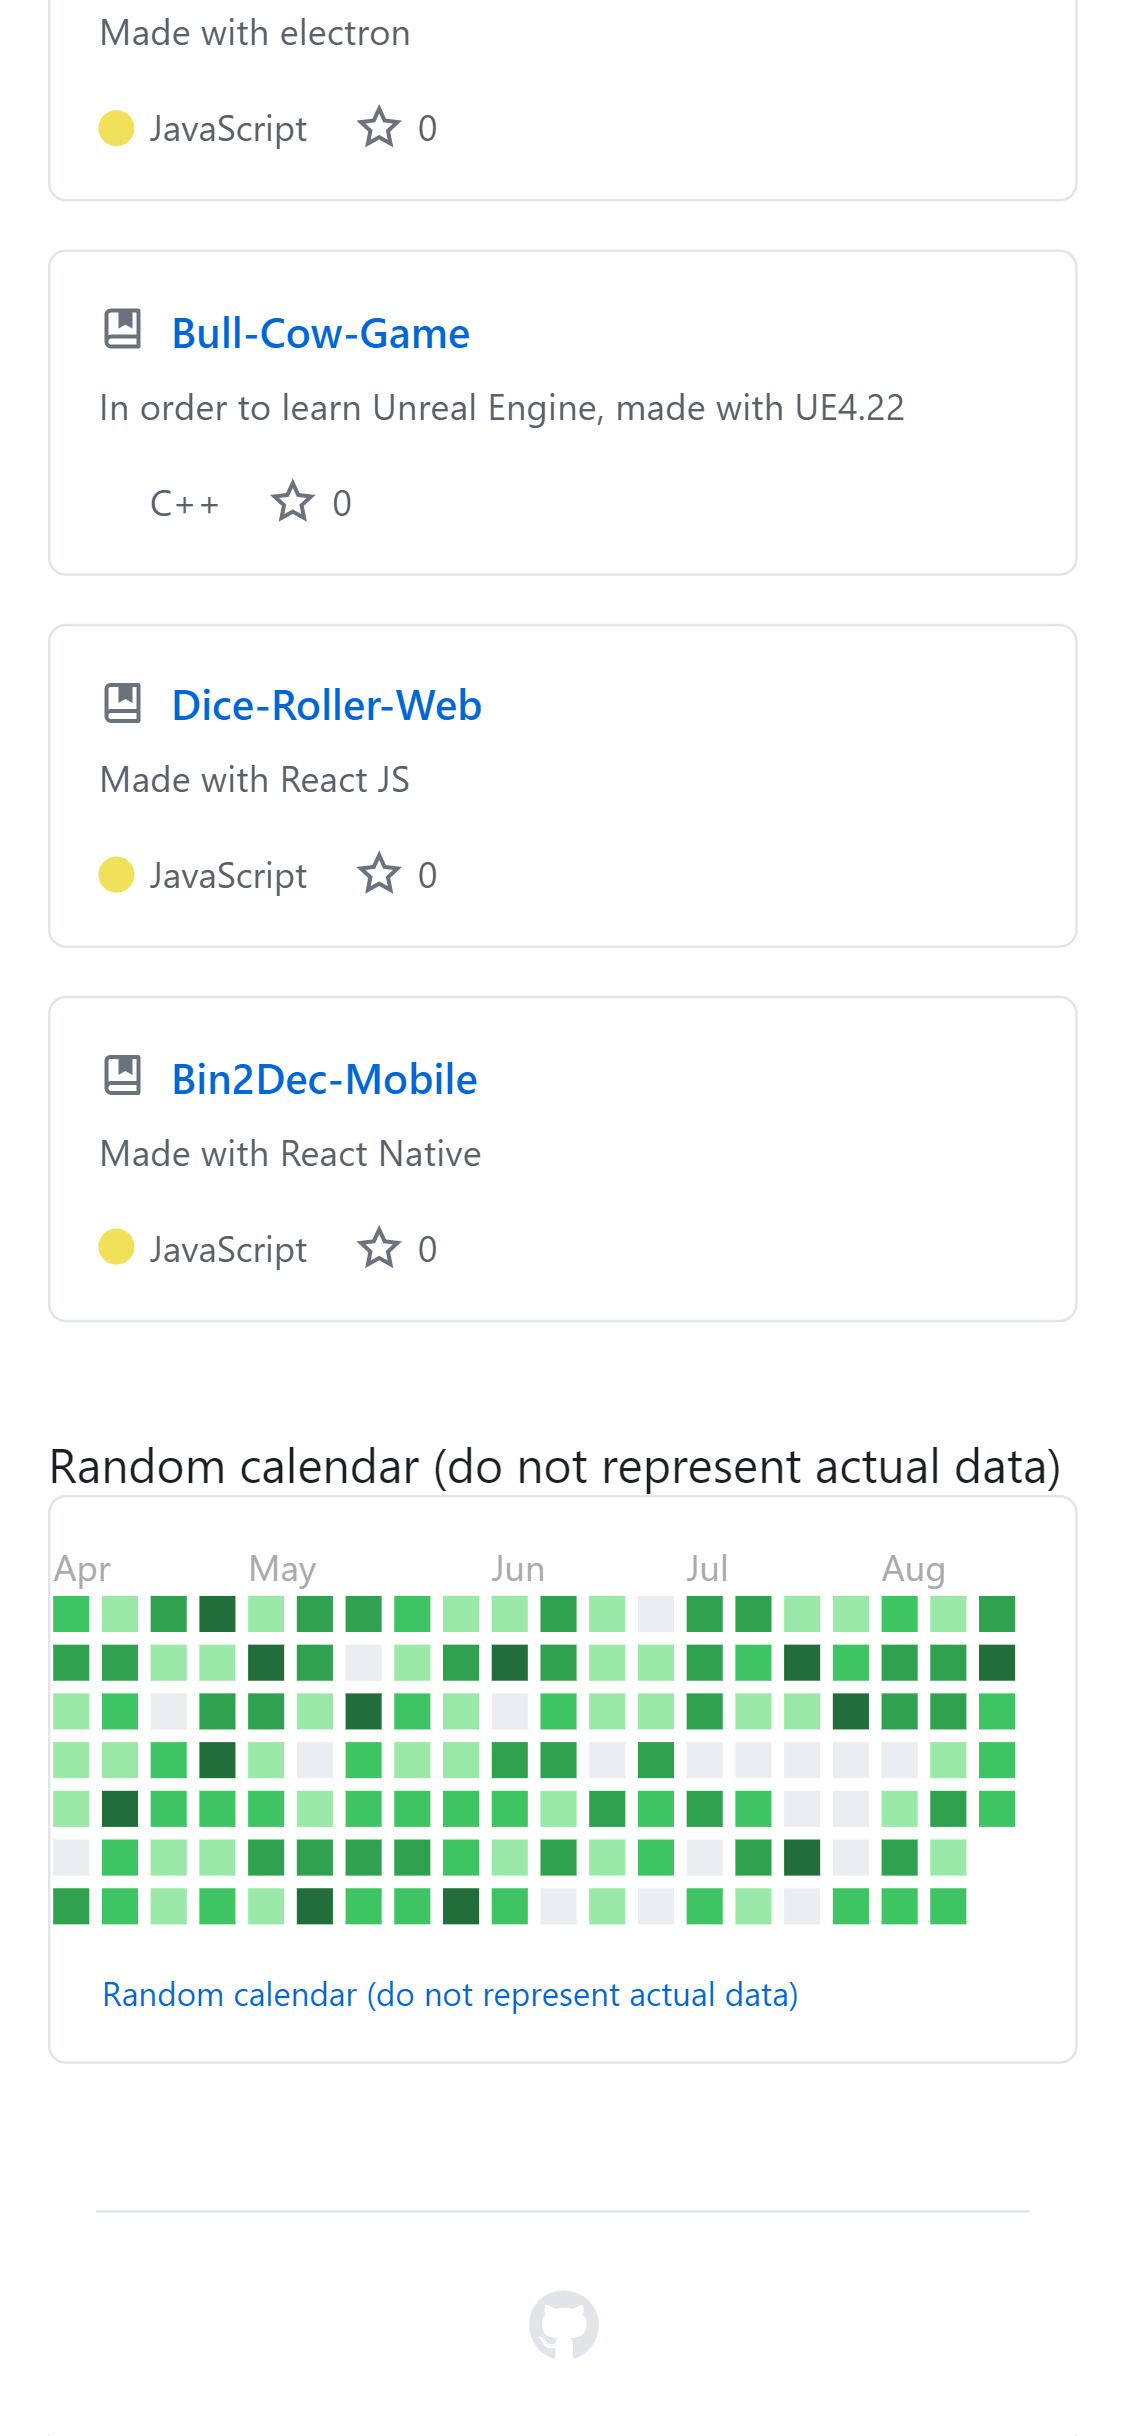 Made with electron
JavaScript 0
Bull-Cow-Game
In order to learn Unreal Engine, made with UE4.22
C++ 0
Dice-Roller-Web
Made with React JS
JavaScript 0
Bin2Dec-Mobile
Made with React Native
JavaScript 0
Random calendar (do not represent actual data)
Apr May Jun Jul Aug
Random calendar (do not represent actual data)